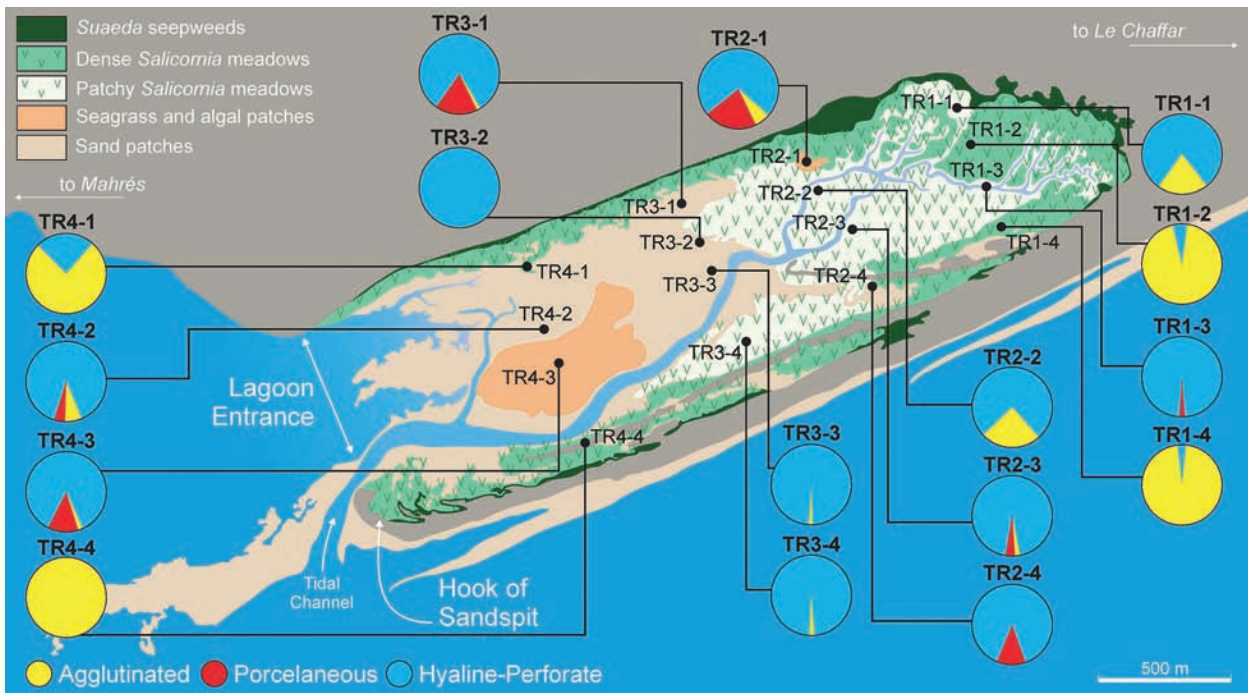 Suaeda seepweeds
Dense Salicornia meadows
Patchy Salicornia meadows
Seagrass and algal patches
Sand patches
to Mahrés
to Le Chaffar
TR3-1
TR2-1
TR3-2
TR1-1
TR1-2
TR1-3
TR1-4
TR4-1
TR4-2
TR4-3
TR4-4
TR2-2
TR2-3
TR2-4
TR3-3
TR3-4
TR1-1
TR1-2
TR1-3
TR1-4
TR2-1
TR2-2
TR2-3
TR2-4
TR3-1
TR3-2
TR3-3
TR3-4
TR4-1
TR4-2
TR4-3
TR4-4
Lagoon
Entrance
Tidal
Channel
Hook of
Sandspit
Agglutinated
Porcelaneous
Hyaline-Perforate
500 m